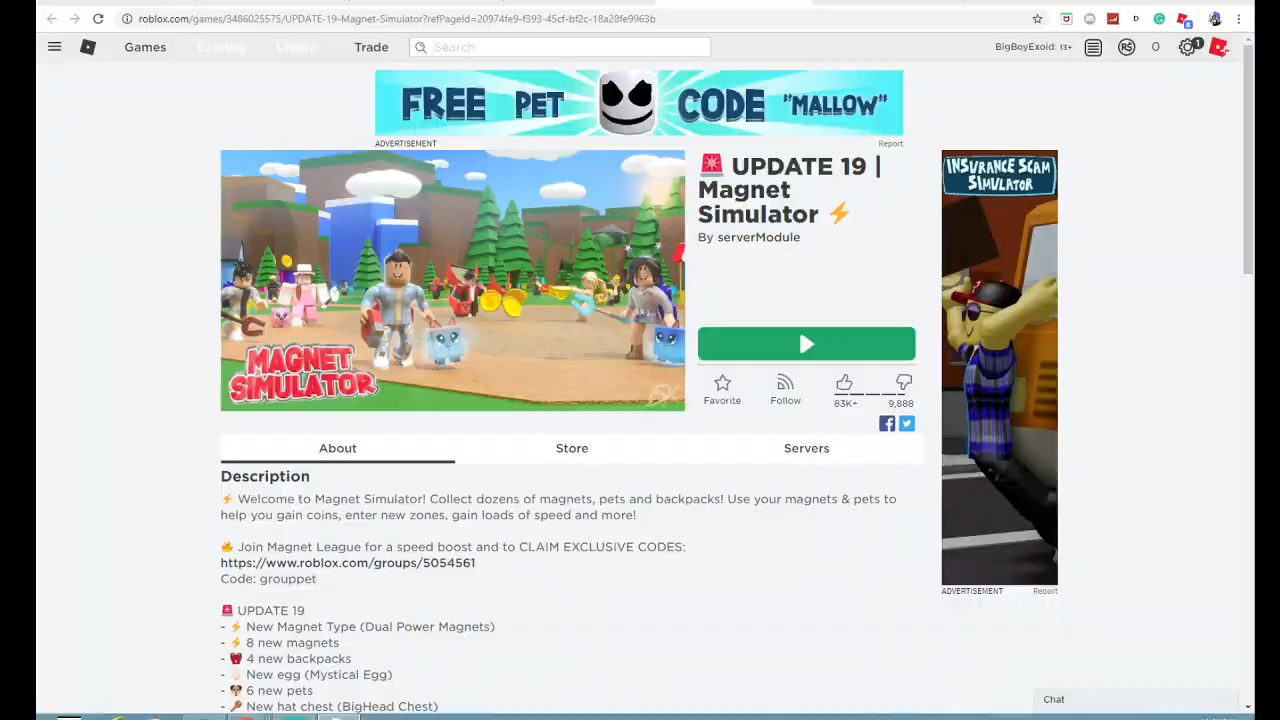 roblox.com/games/3486025575/UPDATE-19-Magnet-Simulator?refPageId=20974fe9-f393-45cf-bf2c-18a28fe9963b
Games
Catalog
Create
Trade
Search
BigBoyExoid: 13+
0
1
FREE PET CODE "MALLOW"
ADVERTISEMENT
Report
🚨 UPDATE 19 |
Magnet
Simulator ⚡
By serverModule
MAGNET
SIMULATOR
INSURANCE SCAM
SIMULATOR
Favorite
Follow
83K+
9,888
About
Store
Servers
Description
⚡ Welcome to Magnet Simulator! Collect dozens of magnets, pets and backpacks! Use your magnets & pets to
help you gain coins, enter new zones, gain loads of speed and more!
🔥 Join Magnet League for a speed boost and to CLAIM EXCLUSIVE CODES:
https://www.roblox.com/groups/5054561
Code: grouppet
ADVERTISEMENT
Report
🚨 UPDATE 19
- ⚡ New Magnet Type (Dual Power Magnets)
- ⚡ 8 new magnets
- 🎒 4 new backpacks
- 🥚 New egg (Mystical Egg)
- 🐶 6 new pets
- 🔑 New hat chest (BigHead Chest)
Chat